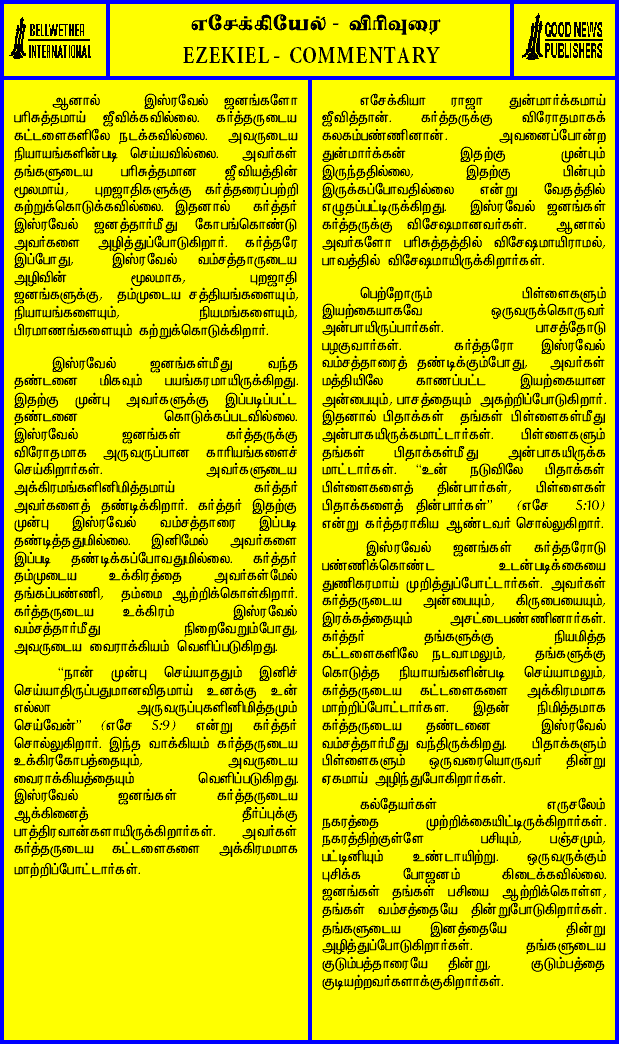 BELLWETHER
INTERNATIONAL
எசேக்கியேல் - விரிவுரை
EZEKIEL - COMMENTARY
GOOD NEWS
PUBLISHERS
ஆனால் இஸ்ரவேல் ஜனங்களோ
பரிசுத்தமாய் ஜீவிக்கவில்லை. கர்த்தருடைய
கட்டளைகளிலே நடக்கவில்லை. அவருடைய
நியாயங்களின்படி செய்யவில்லை. அவர்கள்
தங்களுடைய பரிசுத்தமான ஜீவியத்தின்
மூலமாய், புறஜாதிகளுக்கு கர்த்தரைப்பற்றி
கற்றுக்கொடுக்கவில்லை. இதனால் கர்த்தர்
இஸ்ரவேல் ஜனத்தார்மீது கோபங்கொண்டு
அவர்களை அழித்துப்போடுகிறார். கர்த்தரே
இப்போது, இஸ்ரவேல் வம்சத்தாருடைய
அழிவின் மூலமாக, புறஜாதி
ஜனங்களுக்கு, தம்முடைய சத்தியங்களையும்,
நியாயங்களையும், நியமங்களையும்,
பிரமாணங்களையும் கற்றுக்கொடுக்கிறார்.
இஸ்ரவேல் ஜனங்கள்மீது வந்த
தண்டனை மிகவும் பயங்கரமாயிருக்கிறது.
இதற்கு முன்பு அவர்களுக்கு இப்படிப்பட்ட
தண்டனை கொடுக்கப்படவில்லை.
இஸ்ரவேல் ஜனங்கள் கர்த்தருக்கு
விரோதமாக அருவருப்பான காரியங்களைச்
செய்கிறார்கள். அவர்களுடைய
அக்கிரமங்களினிமித்தமாய் கர்த்தர்
அவர்களைத் தண்டிக்கிறார். கர்த்தர் இதற்கு
முன்பு இஸ்ரவேல் வம்சத்தாரை இப்படி
தண்டித்ததுமில்லை. இனிமேல் அவர்களை
இப்படி தண்டிக்கப்போவதுமில்லை. கர்த்தர்
தம்முடைய உக்கிரத்தை அவர்கள்மேல்
தங்கப்பண்ணி, தம்மை ஆற்றிக்கொள்கிறார்.
கர்த்தருடைய உக்கிரம் இஸ்ரவேல்
வம்சத்தார்மீது நிறைவேறும்போது,
அவருடைய வைராக்கியம் வெளிப்படுகிறது.
“நான் முன்பு செய்யாததும் இனிச்
செய்யாதிருப்பதுமானவிதமாய் உனக்கு உன்
எல்லா அருவருப்புகளினிமித்தமும்
செய்வேன்” (எசே 5:9) என்று கர்த்தர்
சொல்லுகிறார். இந்த வாக்கியம் கர்த்தருடைய
உக்கிரகோபத்தையும், அவருடைய
வைராக்கியத்தையும் வெளிப்படுகிறது.
இஸ்ரவேல் ஜனங்கள் கர்த்தருடைய
ஆக்கினைத் தீர்ப்புக்கு
பாத்திரவான்களாயிருக்கிறார்கள். அவர்கள்
கர்த்தருடைய கட்டளைகளை அக்கிரமமாக
மாற்றிப்போட்டார்கள்.
எசேக்கியா ராஜா துன்மார்க்கமாய்
ஜீவித்தான். கர்த்தருக்கு விரோதமாகக்
கலகம்பண்ணினான். அவனைப்போன்ற
துன்மார்க்கன் இதற்கு முன்பும்
இருந்ததில்லை, இதற்கு பின்பும்
இருக்கப்போவதில்லை என்று வேதத்தில்
எழுதப்பட்டிருக்கிறது. இஸ்ரவேல் ஜனங்கள்
கர்த்தருக்கு விசேஷமானவர்கள். ஆனால்
அவர்களோ பரிசுத்தத்தில் விசேஷமாயிராமல்,
பாவத்தில் விசேஷமாயிருக்கிறார்கள்.
பெற்றோரும் பிள்ளைகளும்
இயற்கையாகவே ஒருவருக்கொருவர்
அன்பாயிருப்பார்கள். பாசத்தோடு
பழகுவார்கள். கர்த்தரோ இஸ்ரவேல்
வம்சத்தாரைத் தண்டிக்கும்போது, அவர்கள்
மத்தியிலே காணப்பட்ட இயற்கையான
அன்பையும், பாசத்தையும் அகற்றிப்போடுகிறார்.
இதனால் பிதாக்கள் தங்கள் பிள்ளைகள்மீது
அன்பாகயிருக்கமாட்டார்கள். பிள்ளைகளும்
தங்கள் பிதாக்கள்மீது அன்பாகயிருக்க
மாட்டார்கள். “உன் நடுவிலே பிதாக்கள்
பிள்ளைகளைத் தின்பார்கள், பிள்ளைகள்
பிதாக்களைத் தின்பார்கள்” (எசே 5:10)
என்று கர்த்தராகிய ஆண்டவர் சொல்லுகிறார்.
இஸ்ரவேல் ஜனங்கள் கர்த்தரோடு
பண்ணிக்கொண்ட உடன்படிக்கையை
துணிகரமாய் முறித்துப்போட்டார்கள். அவர்கள்
கர்த்தருடைய அன்பையும், கிருபையையும்,
இரக்கத்தையும் அசட்டைபண்ணினார்கள்.
கர்த்தர் தங்களுக்கு நியமித்த
கட்டளைகளிலே நடவாமலும், தங்களுக்கு
கொடுத்த நியாயங்களின்படி செய்யாமலும்,
கர்த்தருடைய கட்டளைகளை அக்கிரமமாக
மாற்றிப்போட்டார்கள. இதன் நிமித்தமாக
கர்த்தருடைய தண்டனை இஸ்ரவேல்
வம்சத்தார்மீது வந்திருக்கிறது. பிதாக்களும்
பிள்ளைகளும் ஒருவரையொருவர் தின்று
ஏகமாய் அழிந்துபோகிறார்கள்.
கல்தேயர்கள் எருசலேம்
நகரத்தை முற்றிக்கையிட்டிருக்கிறார்கள்.
நகரத்திற்குள்ளே பசியும், பஞ்சமும்,
பட்டினியும் உண்டாயிற்று. ஒருவருக்கும்
புசிக்க போஜனம் கிடைக்கவில்லை.
ஜனங்கள் தங்கள் பசியை ஆற்றிக்கொள்ள,
தங்கள் வம்சத்தையே தின்றுபோடுகிறார்கள்.
தங்களுடைய இனத்தையே தின்று
அழித்துப்போடுகிறார்கள். தங்களுடைய
குடும்பத்தாரையே தின்று, குடும்பத்தை
குடியற்றவர்களாக்குகிறார்கள்.